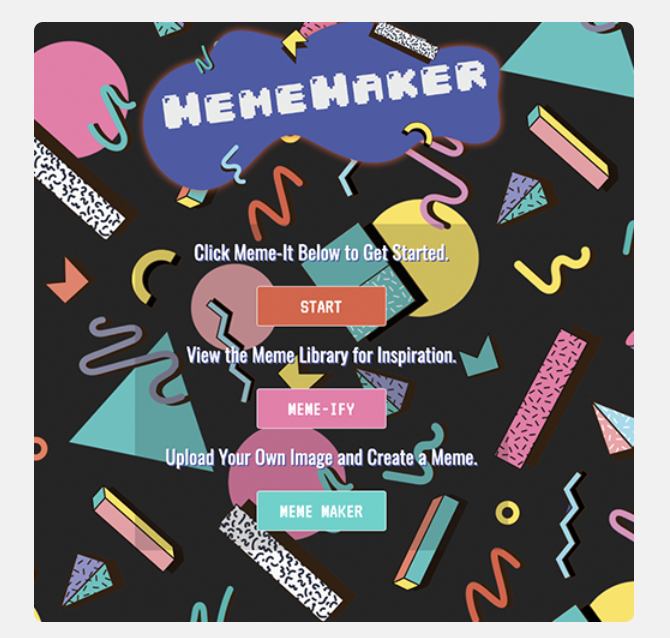 MEMEMAKER
Click Meme-It Below to Get Started.
START
View the Meme Library for Inspiration.
MEME-IFY
Upload Your Own Image and Create a Meme.
MEME MAKER